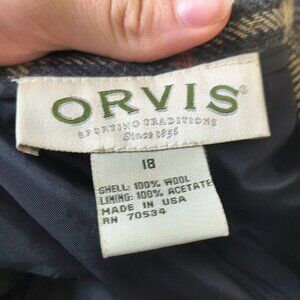 ORVIS®
SPORTING TRADITIONS
Since 1856
18
SHELL: 100% WOOL
LINING: 100% ACETATE
MADE IN USA
RN 70534